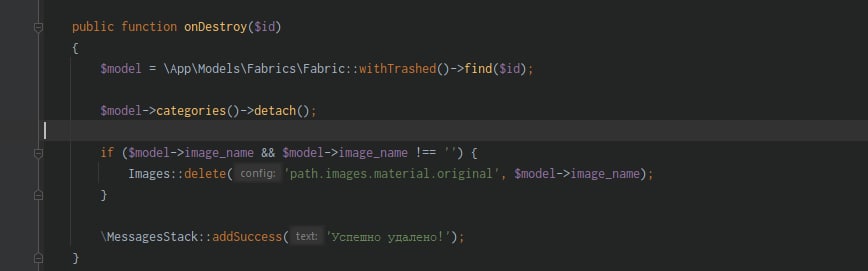 public function onDestroy($id)
{
$model = \App\Models\Fabrics\Fabric::withTrashed()->find($id);
$model->categories()->detach();
if ($model->image_name && $model->image_name !== '') {
Images::delete( config: 'path.images.material.original', $model->image_name);
}
\MessagesStack::addSuccess( text: 'Успешно удалено!');
}